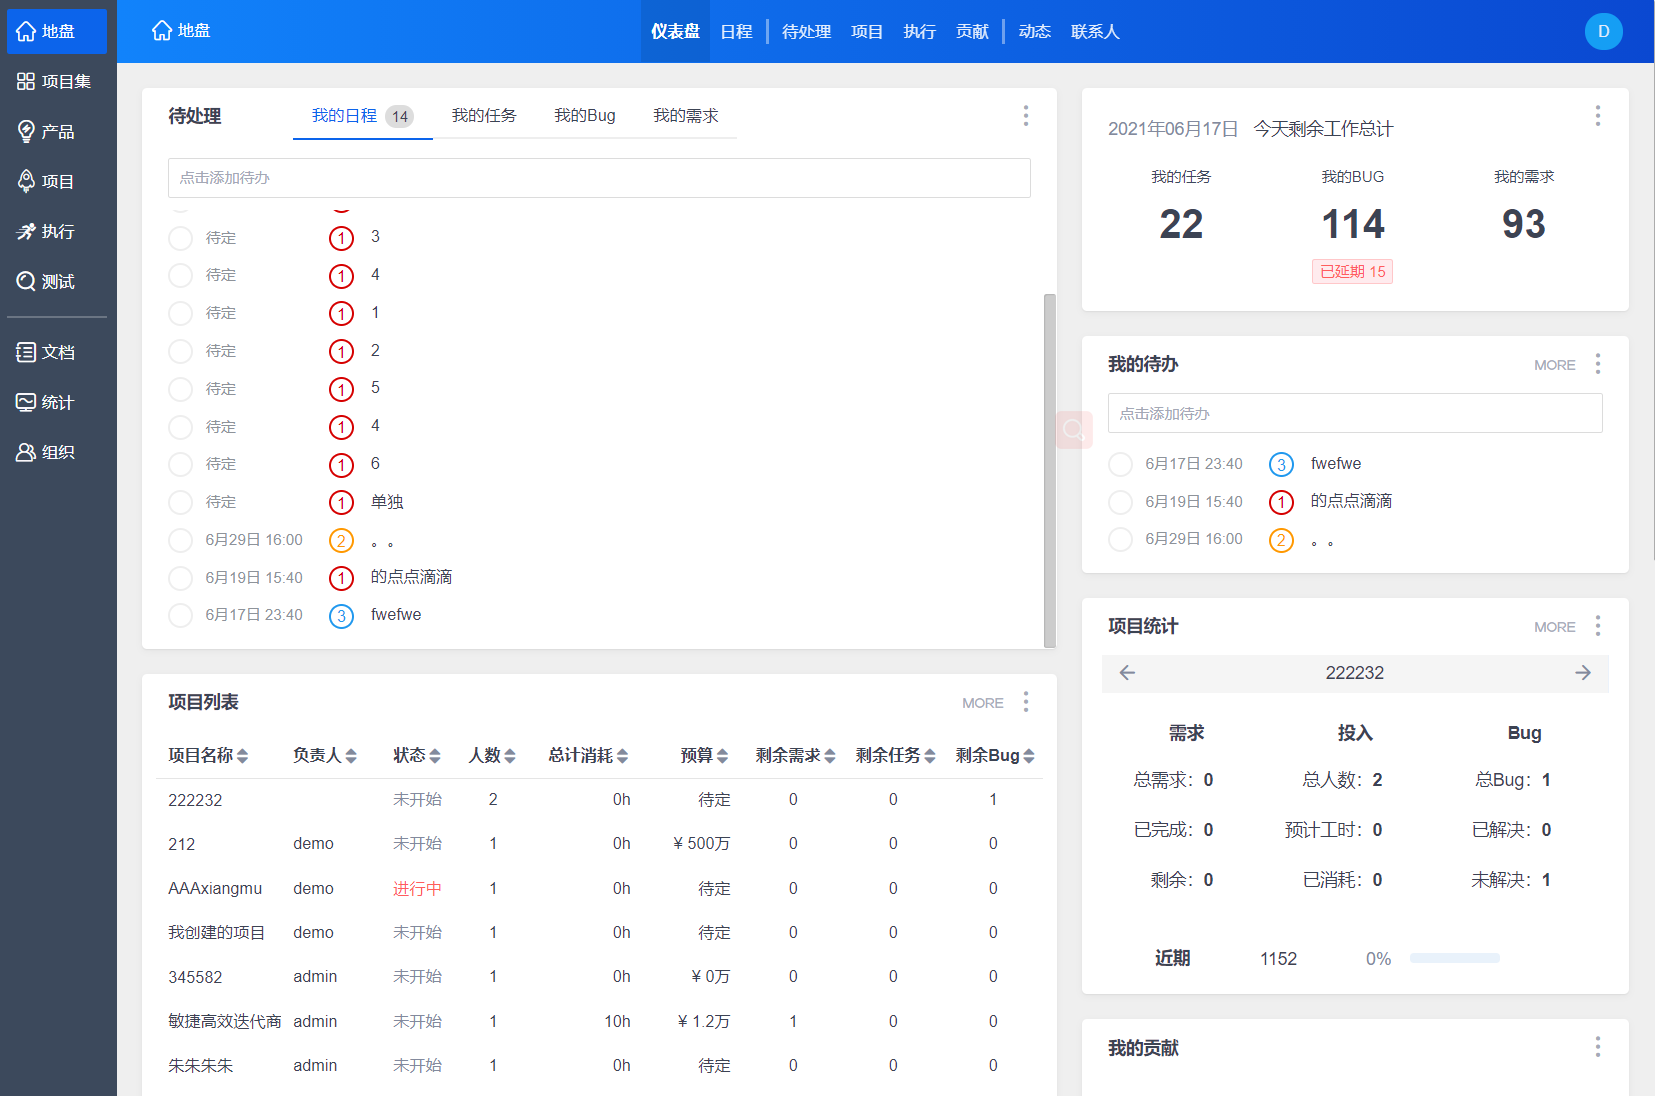 地盘
项目集
产品
项目
执行
测试
文档
统计
组织
地盘
仪表盘 日程 待处理 项目 执行 贡献 动态 联系人
D
待处理 我的日程 14 我的任务 我的Bug 我的需求
点击添加待办
待定 1 3
待定 1 4
待定 1 1
待定 1 2
待定 1 5
待定 1 4
待定 1 6
待定 1 单独
6月29日 16:00 2 。。
6月19日 15:40 1 的点点滴滴
6月17日 23:40 3 fwefwe
项目列表 MORE
项目名称 负责人 状态 人数 总计消耗 预算 剩余需求 剩余任务 剩余Bug
222232 未开始 2 0h 待定 0 0 1
212 demo 未开始 1 0h ¥ 500万 0 0 0
AAAxiangmu demo 进行中 1 0h 待定 0 0 0
我创建的项目 demo 未开始 1 0h 待定 0 0 0
345582 admin 未开始 1 0h ¥ 0万 0 0 0
敏捷高效迭代商 admin 未开始 1 10h ¥ 1.2万 1 0 0
朱朱朱朱 admin 未开始 1 0h 待定 0 0 0
2021年06月17日 今天剩余工作总计
我的任务 我的BUG 我的需求
22 114 93
已延期 15
我的待办 MORE
点击添加待办
6月17日 23:40 3 fwefwe
6月19日 15:40 1 的点点滴滴
6月29日 16:00 2 。。
项目统计 MORE
222232
需求 投入 Bug
总需求：0 总人数：2 总Bug：1
已完成：0 预计工时：0 已解决：0
剩余：0 已消耗：0 未解决：1
近期 1152 0%
我的贡献